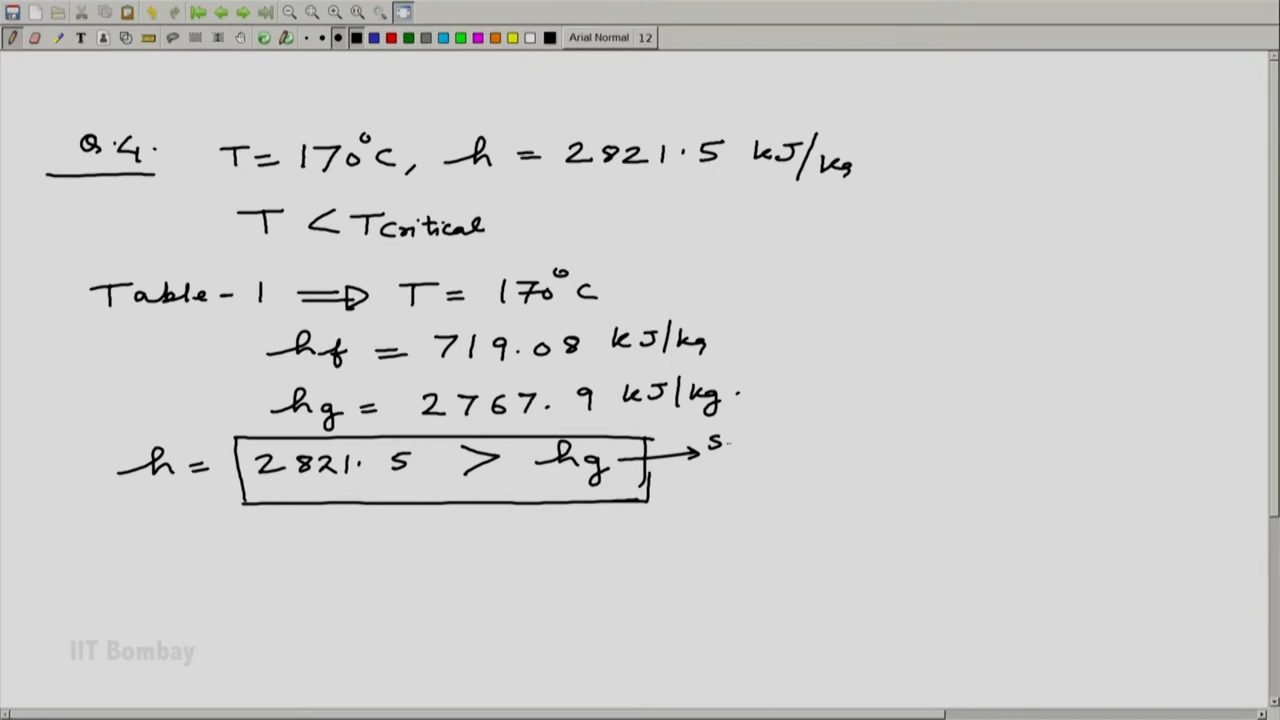 Arial Normal 12
Q.4. T = 170°C, h = 2821.5 kJ/kg
T < Tcritical
Table-1 ⇒ T = 170°C
hf = 719.08 kJ/kg
hg = 2767.9 kJ/kg.
h = 2821.5 > hg → s.
IIT Bombay